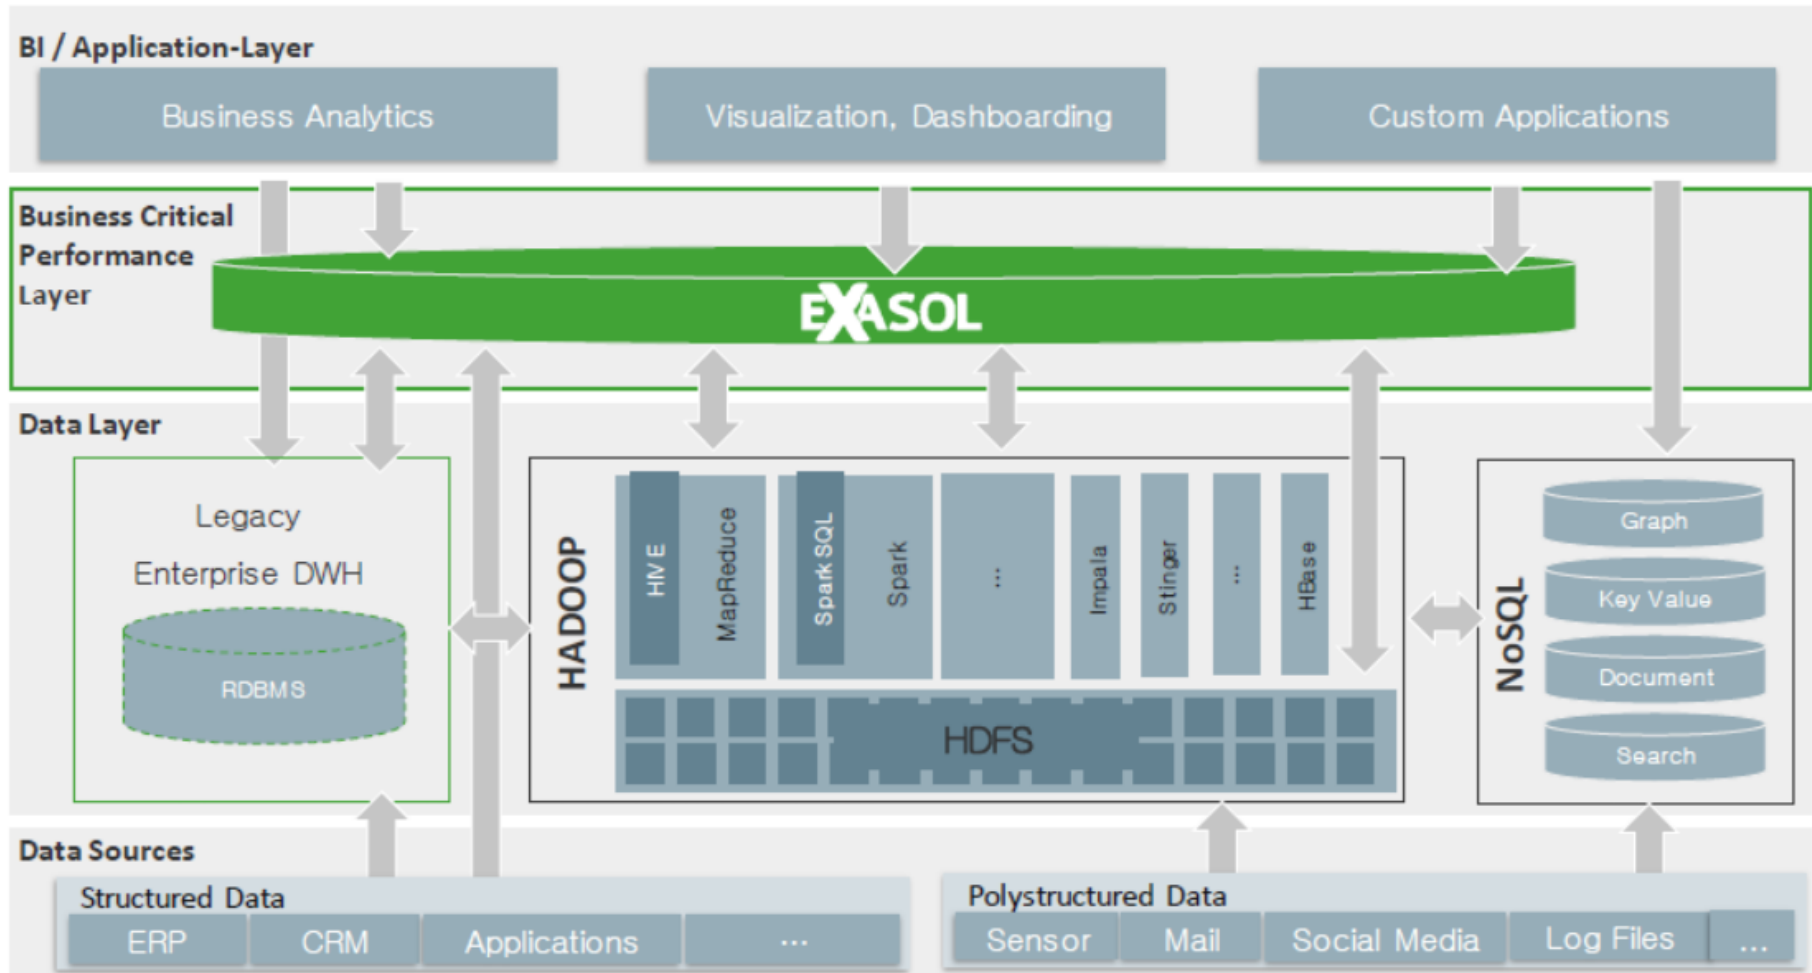 BI / Application-Layer
Business Analytics
Visualization, Dashboarding
Custom Applications
Business Critical
Performance
Layer
EXASOL
Data Layer
Legacy
Enterprise DWH
RDBMS
HADOOP
HIVE
MapReduce
Spark SQL
Spark
...
Impala
Stinger
...
HBase
HDFS
NoSQL
Graph
Key Value
Document
Search
Data Sources
Structured Data
ERP
CRM
Applications
...
Polystructured Data
Sensor
Mail
Social Media
Log Files
...